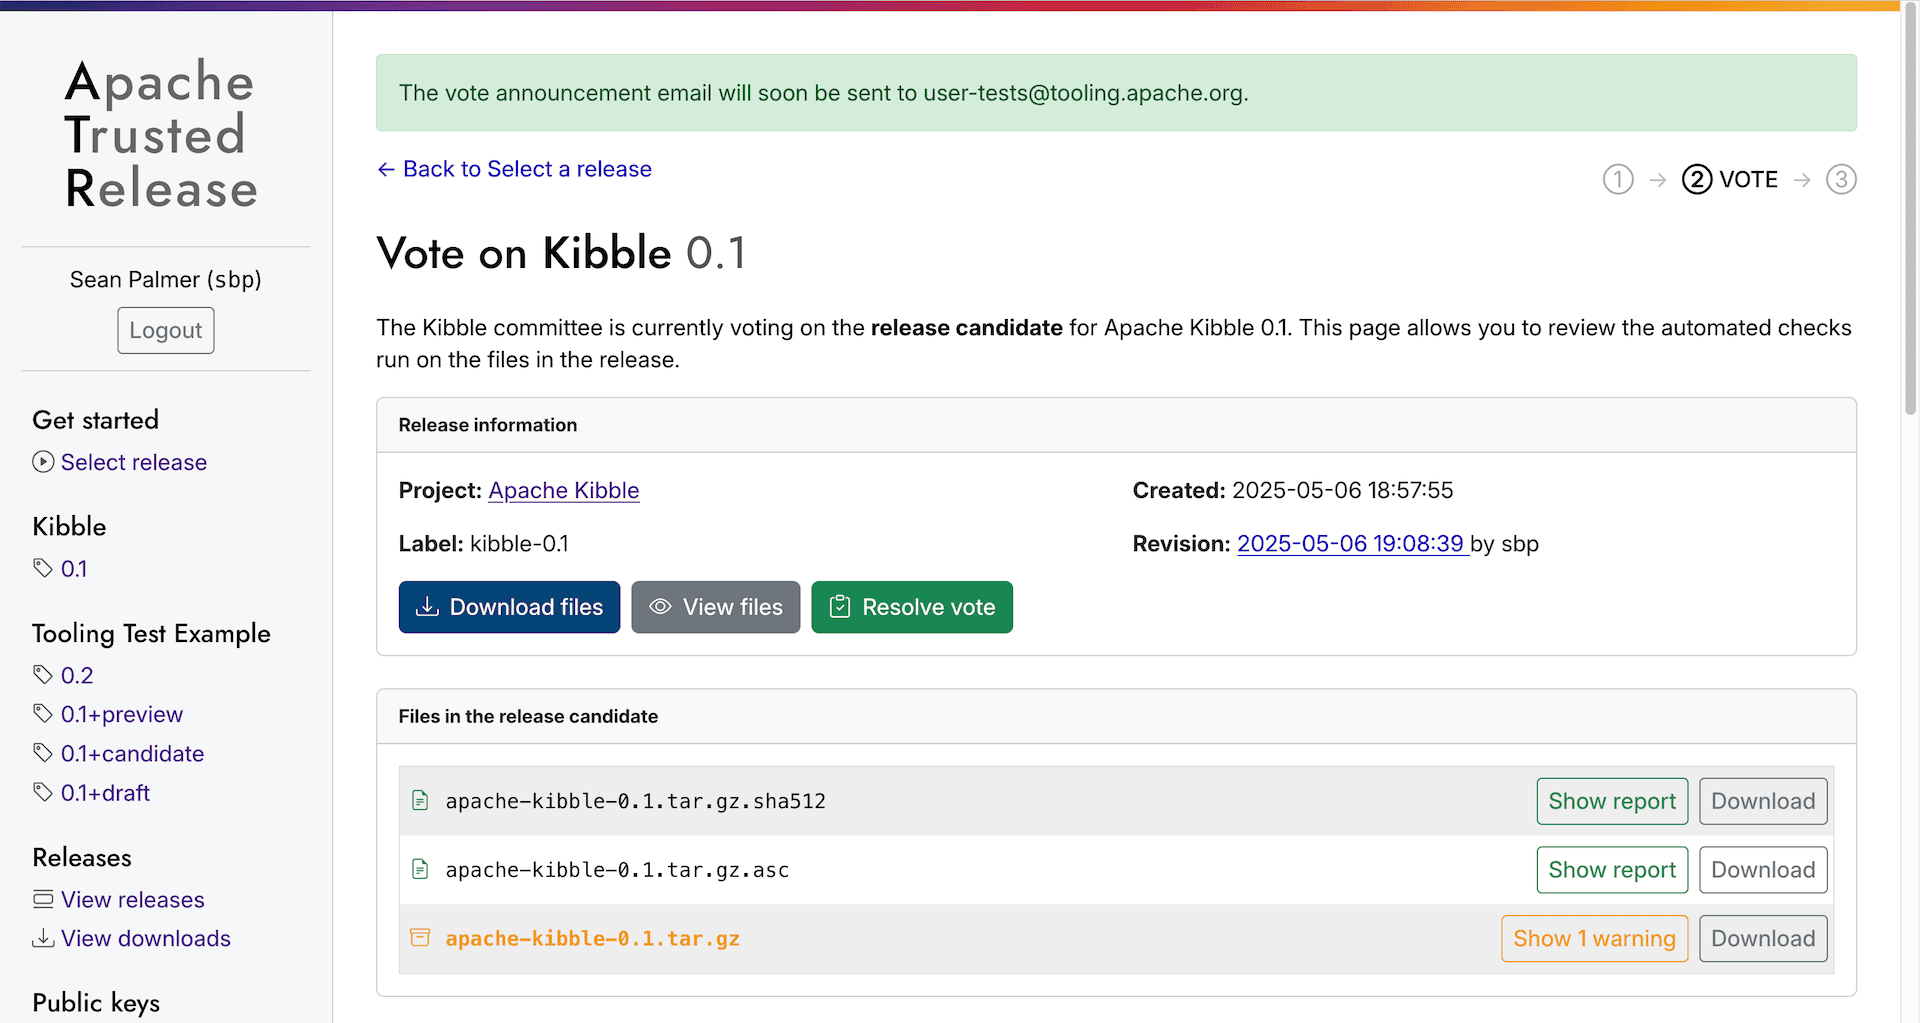 Apache
Trusted
Release
Sean Palmer (sbp)
Logout
Get started
Select release
Kibble
0.1
Tooling Test Example
0.2
0.1+preview
0.1+candidate
0.1+draft
Releases
View releases
View downloads
Public keys
The vote announcement email will soon be sent to user-tests@tooling.apache.org.
← Back to Select a release
1 → 2 VOTE → 3
Vote on Kibble 0.1
The Kibble committee is currently voting on the release candidate for Apache Kibble 0.1. This page allows you to review the automated checks
run on the files in the release.
Release information
Project: Apache Kibble
Created: 2025-05-06 18:57:55
Label: kibble-0.1
Revision: 2025-05-06 19:08:39 by sbp
Download files View files Resolve vote
Files in the release candidate
apache-kibble-0.1.tar.gz.sha512 Show report Download
apache-kibble-0.1.tar.gz.asc Show report Download
apache-kibble-0.1.tar.gz Show 1 warning Download